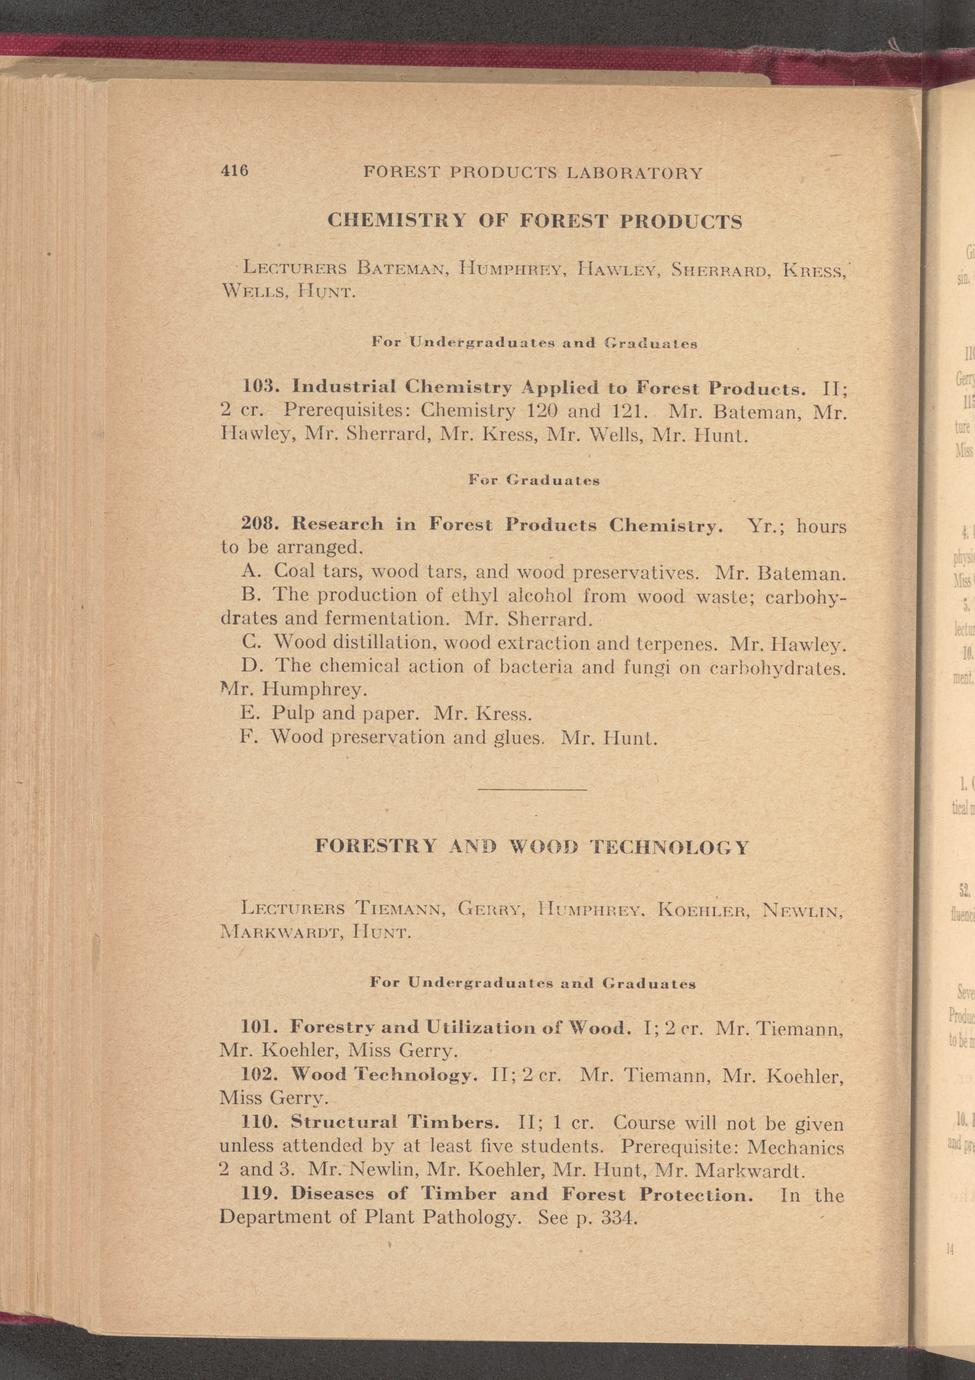 416 FOREST PRODUCTS LABORATORY
CHEMISTRY OF FOREST PRODUCTS
LECTURERS BATEMAN, HUMPHREY, HAWLEY, SHERRARD, KRESS,
WELLS, HUNT.
For Undergraduates and Graduates
103. Industrial Chemistry Applied to Forest Products. II;
2 cr. Prerequisites: Chemistry 120 and 121. Mr. Bateman, Mr.
Hawley, Mr. Sherrard, Mr. Kress, Mr. Wells, Mr. Hunt.
For Graduates
208. Research in Forest Products Chemistry. Yr.; hours
to be arranged.
A. Coal tars, wood tars, and wood preservatives. Mr. Bateman.
B. The production of ethyl alcohol from wood waste; carbohy-
drates and fermentation. Mr. Sherrard.
C. Wood distillation, wood extraction and terpenes. Mr. Hawley.
D. The chemical action of bacteria and fungi on carbohydrates.
Mr. Humphrey.
E. Pulp and paper. Mr. Kress.
F. Wood preservation and glues. Mr. Hunt.
FORESTRY AND WOOD TECHNOLOGY
LECTURERS TIEMANN, GERRY, HUMPHREY, KOEHLER, NEWLIN,
MARKWARDT, HUNT.
For Undergraduates and Graduates
101. Forestry and Utilization of Wood. I; 2 cr. Mr. Tiemann,
Mr. Koehler, Miss Gerry.
102. Wood Technology. II; 2 cr. Mr. Tiemann, Mr. Koehler,
Miss Gerry.
110. Structural Timbers. II; 1 cr. Course will not be given
unless attended by at least five students. Prerequisite: Mechanics
2 and 3. Mr. Newlin, Mr. Koehler, Mr. Hunt, Mr. Markwardt.
119. Diseases of Timber and Forest Protection. In the
Department of Plant Pathology. See p. 334.